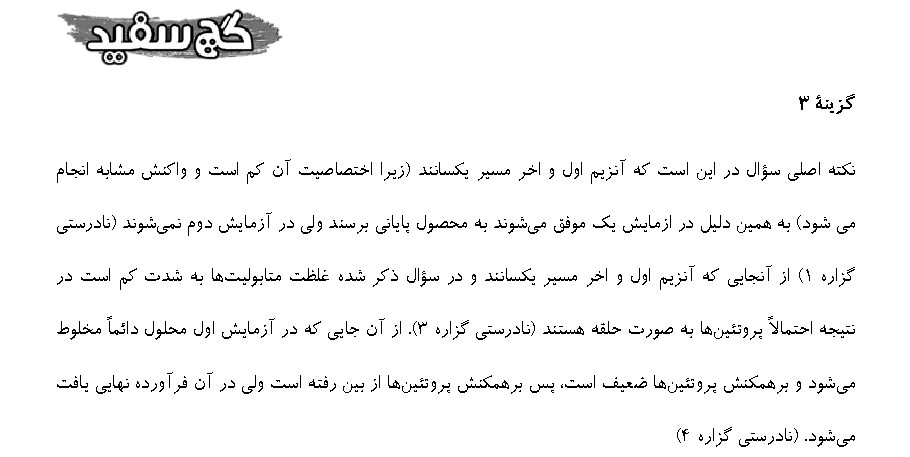 گچ سفید
گزینهٔ ۳
نکته اصلی سؤال در این است که آنزیم اول و اخر مسیر یکسانند (زیرا اختصاصیت آن کم است و واکنش مشابه انجام
می شود) به همین دلیل در ازمایش یک موفق می‌شوند به محصول پایانی برسند ولی در آزمایش دوم نمی‌شوند (نادرستی
گزاره ۱) از آنجایی که آنزیم اول و اخر مسیر یکسانند و در سؤال ذکر شده غلظت متابولیت‌ها به شدت کم است در
نتیجه احتمالاً پروتئین‌ها به صورت حلقه هستند (نادرستی گزاره ۳). از آن جایی که در آزمایش اول محلول دائماً مخلوط
می‌شود و برهمکنش پروتئین‌ها ضعیف است، پس برهمکنش پروتئین‌ها از بین رفته است ولی در آن فرآورده نهایی یافت
می‌شود. (نادرستی گزاره ۴)